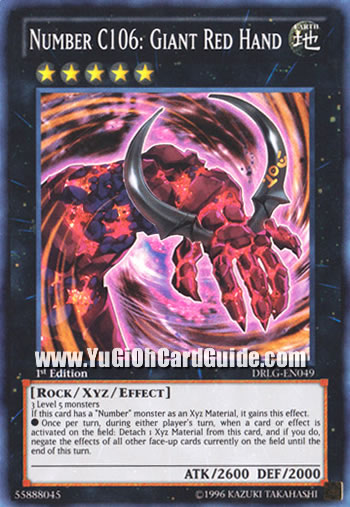 NUMBER C106: GIANT RED HAND
EARTH
地
106
www.YuGiOhCardGuide.com
1st Edition
DRLG-EN049
[ROCK/XYZ/EFFECT]
3 Level 5 monsters
If this card has a "Number" monster as an Xyz Material, it gains this effect.
● Once per turn, during either player's turn, when a card or effect is
activated on the field: Detach 1 Xyz Material from this card, and if you do,
negate the effects of all other face-up cards currently on the field until the
end of this turn.
ATK/2600 DEF/2000
55888045
©1996 KAZUKI TAKAHASHI